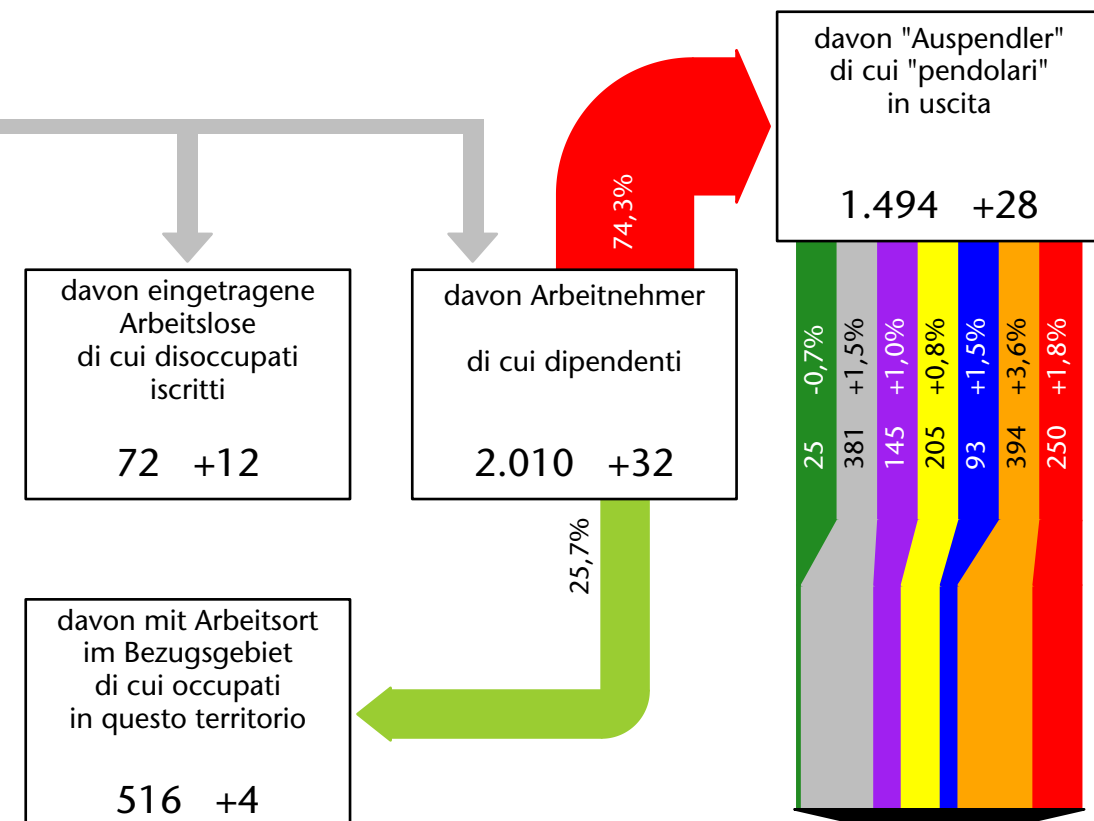 davon "Auspendler"
di cui "pendolari"
in uscita
1.494 +28
74,3%
davon eingetragene
Arbeitslose
di cui disoccupati
iscritti
72 +12
davon Arbeitnehmer
di cui dipendenti
2.010 +32
25 -0,7%
381 +1,5%
145 +1,0%
205 +0,8%
93 +1,5%
394 +3,6%
250 +1,8%
25,7%
davon mit Arbeitsort
im Bezugsgebiet
di cui occupati
in questo territorio
516 +4